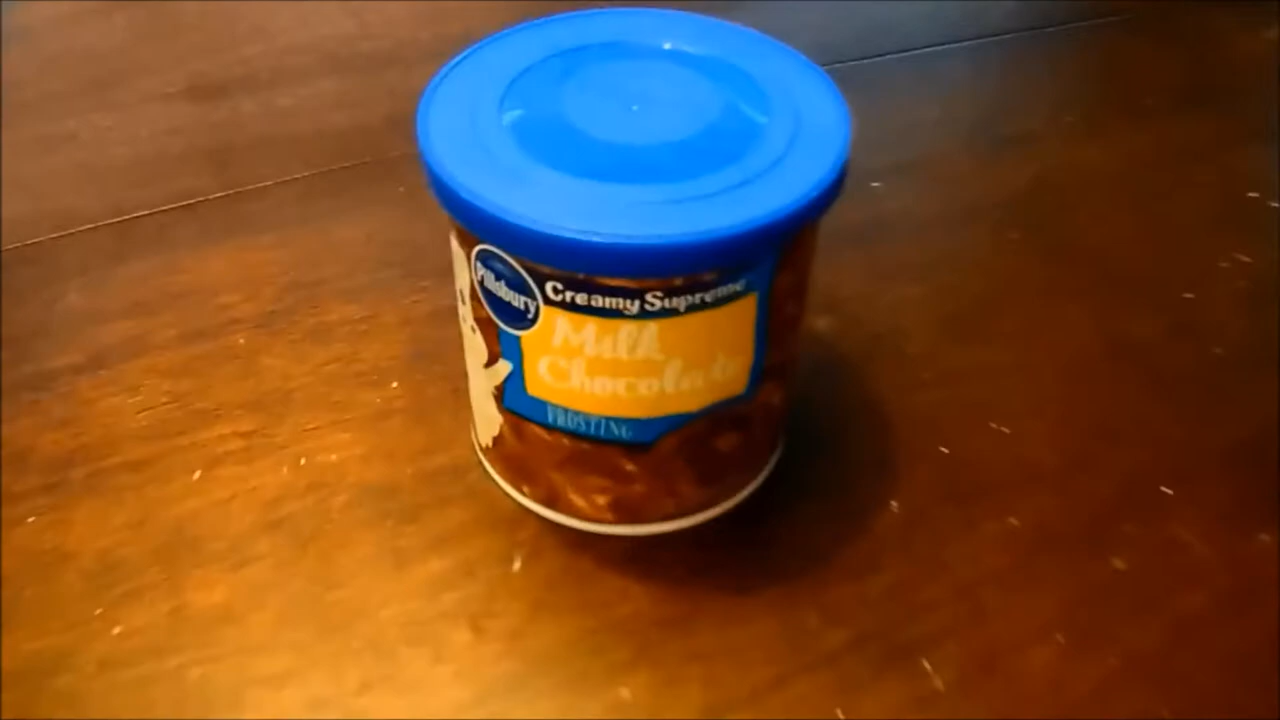 Pillsbury
Creamy Supreme
Milk
Chocolate
FROSTING